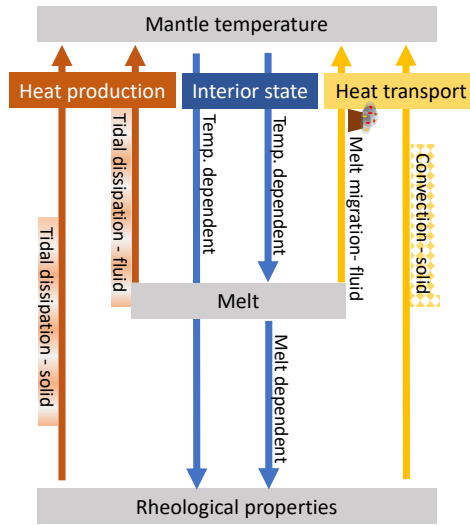 Mantle temperature
Heat production
Interior state
Heat transport
Tidal dissipation - solid
Tidal dissipation - fluid
Temp. dependent
Temp. dependent
Melt migration- fluid
Convection -solid
Melt
Melt dependent
Rheological properties